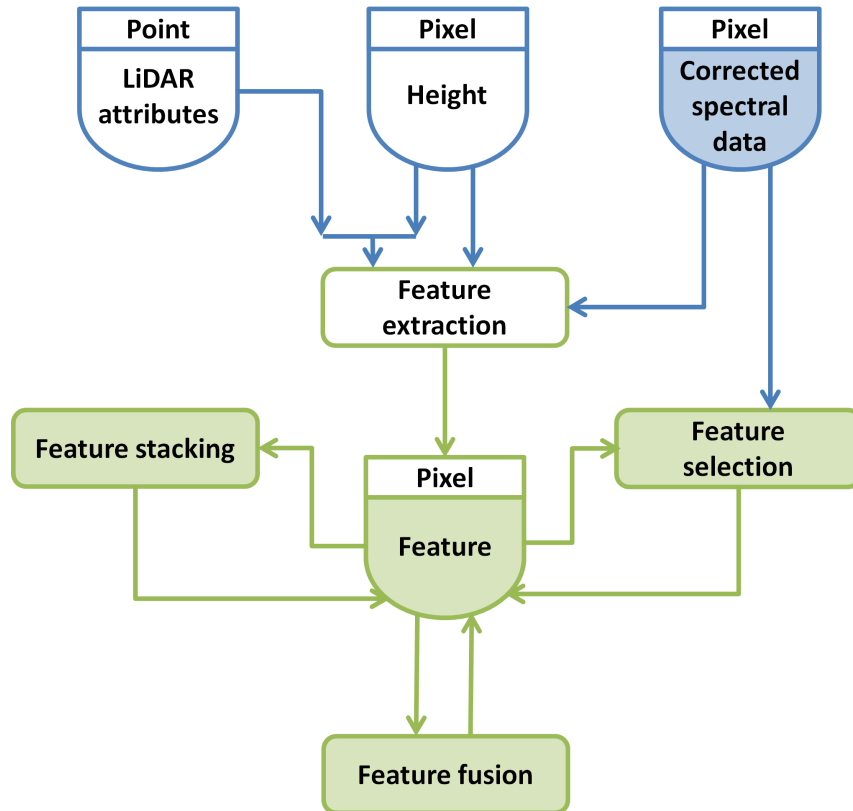 Point
LiDAR
attributes
Pixel
Height
Pixel
Corrected
spectral
data
Feature
extraction
Feature stacking
Feature
selection
Pixel
Feature
Feature fusion